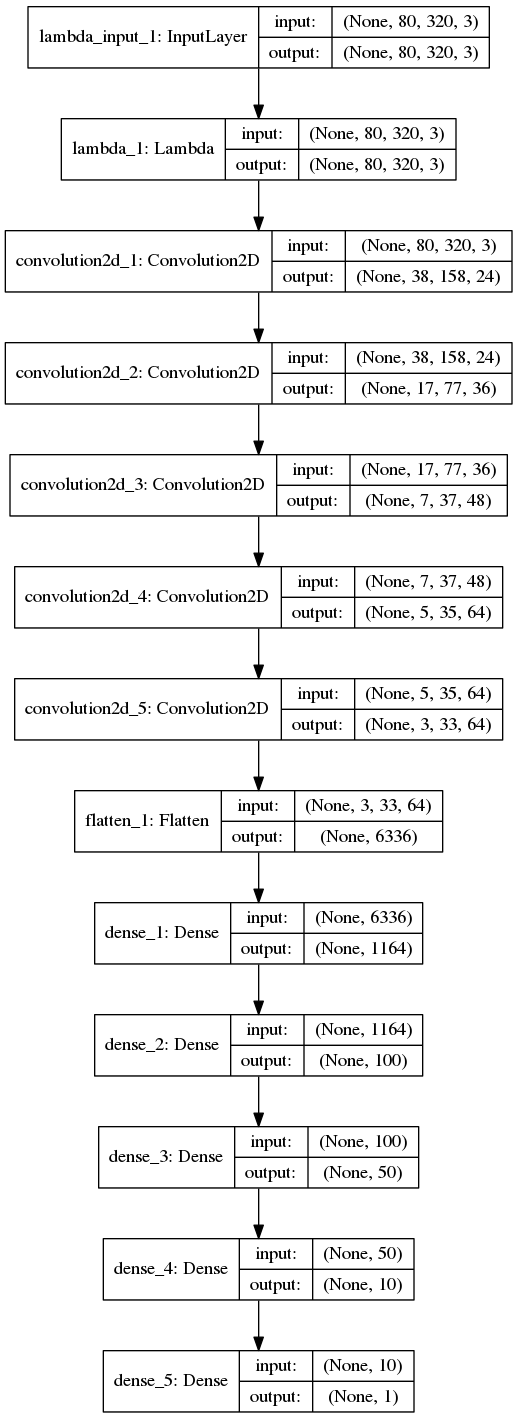 lambda_input_1: InputLayer
input: (None, 80, 320, 3)
output: (None, 80, 320, 3)
lambda_1: Lambda
input: (None, 80, 320, 3)
output: (None, 80, 320, 3)
convolution2d_1: Convolution2D
input: (None, 80, 320, 3)
output: (None, 38, 158, 24)
convolution2d_2: Convolution2D
input: (None, 38, 158, 24)
output: (None, 17, 77, 36)
convolution2d_3: Convolution2D
input: (None, 17, 77, 36)
output: (None, 7, 37, 48)
convolution2d_4: Convolution2D
input: (None, 7, 37, 48)
output: (None, 5, 35, 64)
convolution2d_5: Convolution2D
input: (None, 5, 35, 64)
output: (None, 3, 33, 64)
flatten_1: Flatten
input: (None, 3, 33, 64)
output: (None, 6336)
dense_1: Dense
input: (None, 6336)
output: (None, 1164)
dense_2: Dense
input: (None, 1164)
output: (None, 100)
dense_3: Dense
input: (None, 100)
output: (None, 50)
dense_4: Dense
input: (None, 50)
output: (None, 10)
dense_5: Dense
input: (None, 10)
output: (None, 1)